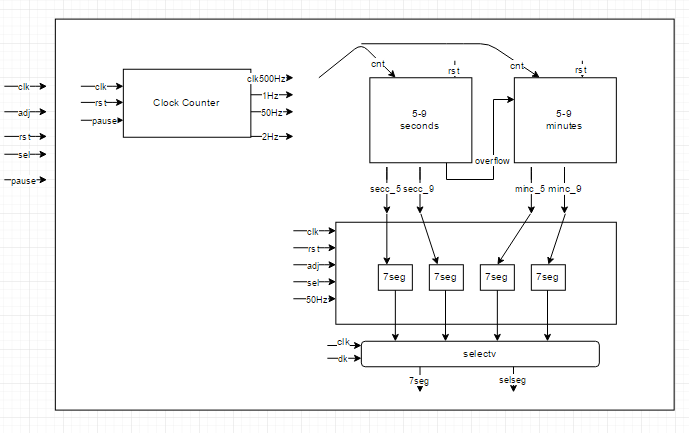 clk
adj
rst
sel
pause
clk
rst
pause
Clock Counter
clk500Hz
1Hz
50Hz
2Hz
cnt
rst
5-9
seconds
cnt
rst
5-9
minutes
overflow
secc_5 secc_9
minc_5 minc_9
clk
rst
adj
sel
50Hz
7seg
7seg
7seg
7seg
clk
dk
selectv
7seg
selseg